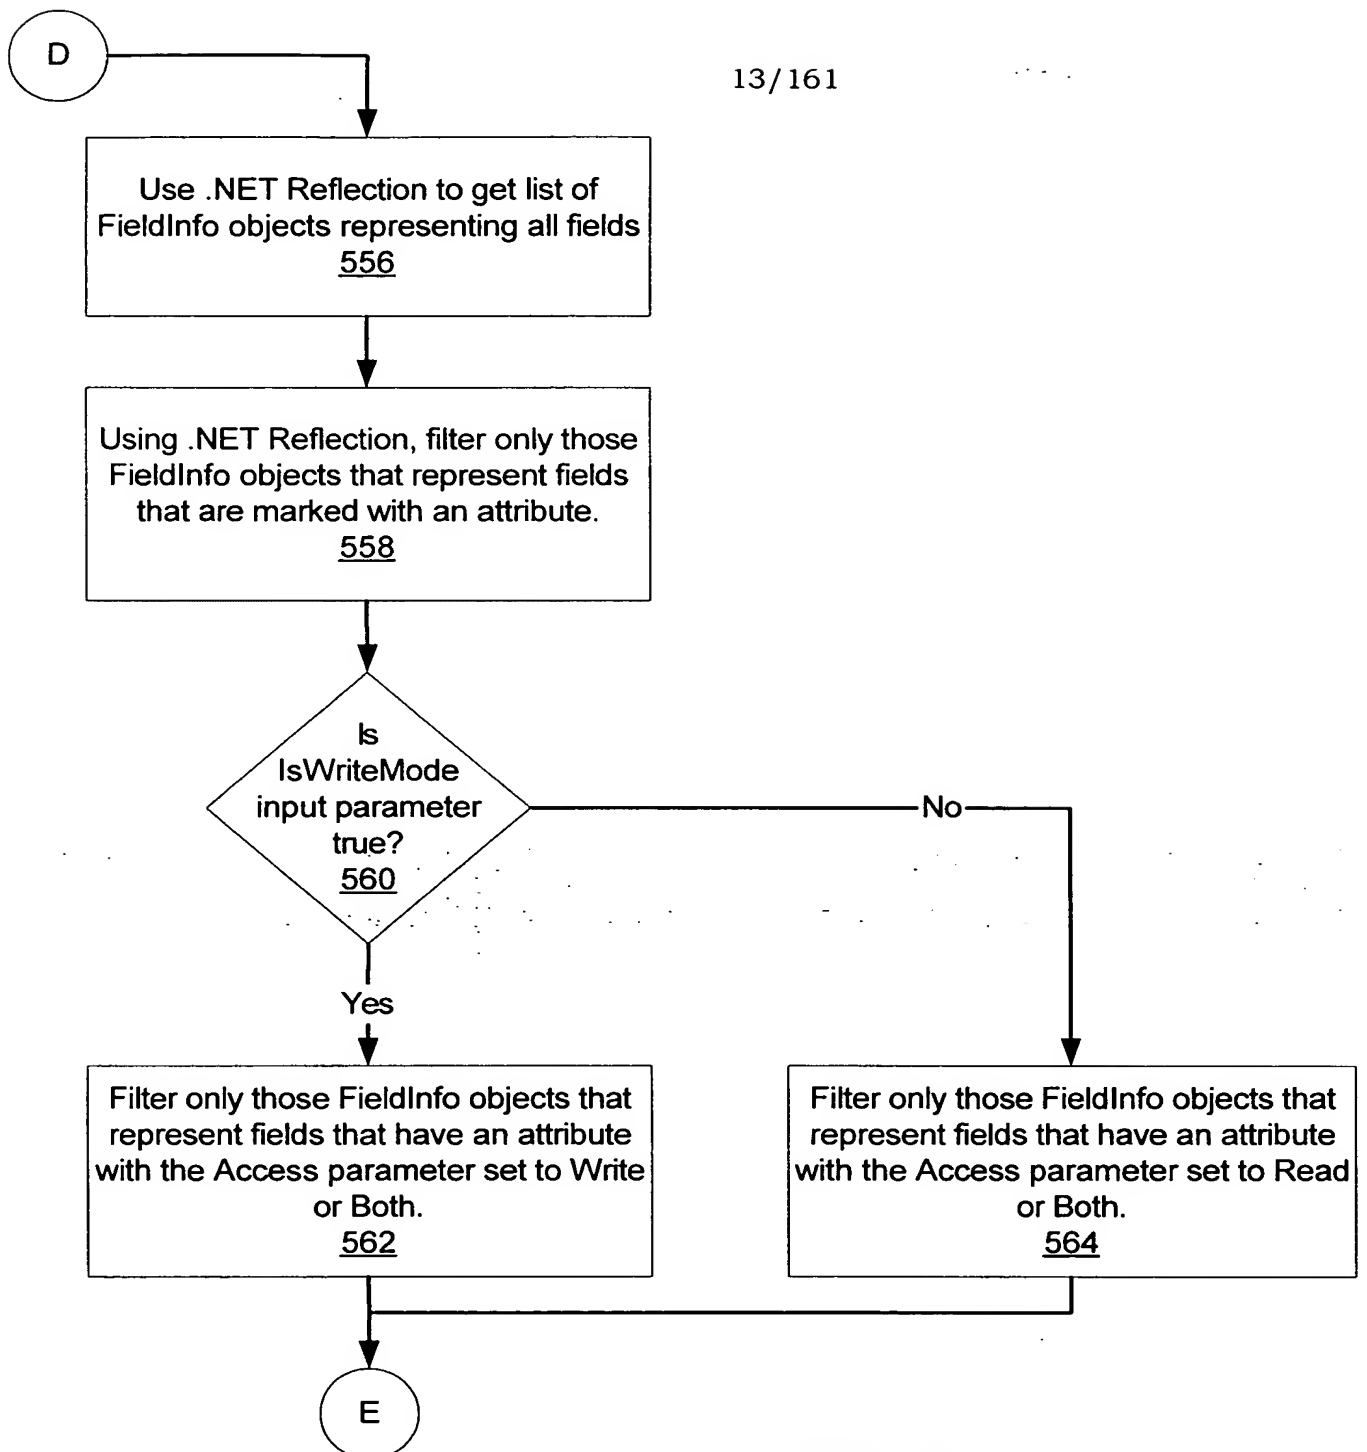 D
13/161
Use .NET Reflection to get list of
FieldInfo objects representing all fields
556
Using .NET Reflection, filter only those
FieldInfo objects that represent fields
that are marked with an attribute.
558
Is
IsWriteMode
input parameter
true?
560
No
Yes
Filter only those FieldInfo objects that
represent fields that have an attribute
with the Access parameter set to Write
or Both.
562
Filter only those FieldInfo objects that
represent fields that have an attribute
with the Access parameter set to Read
or Both.
564
E